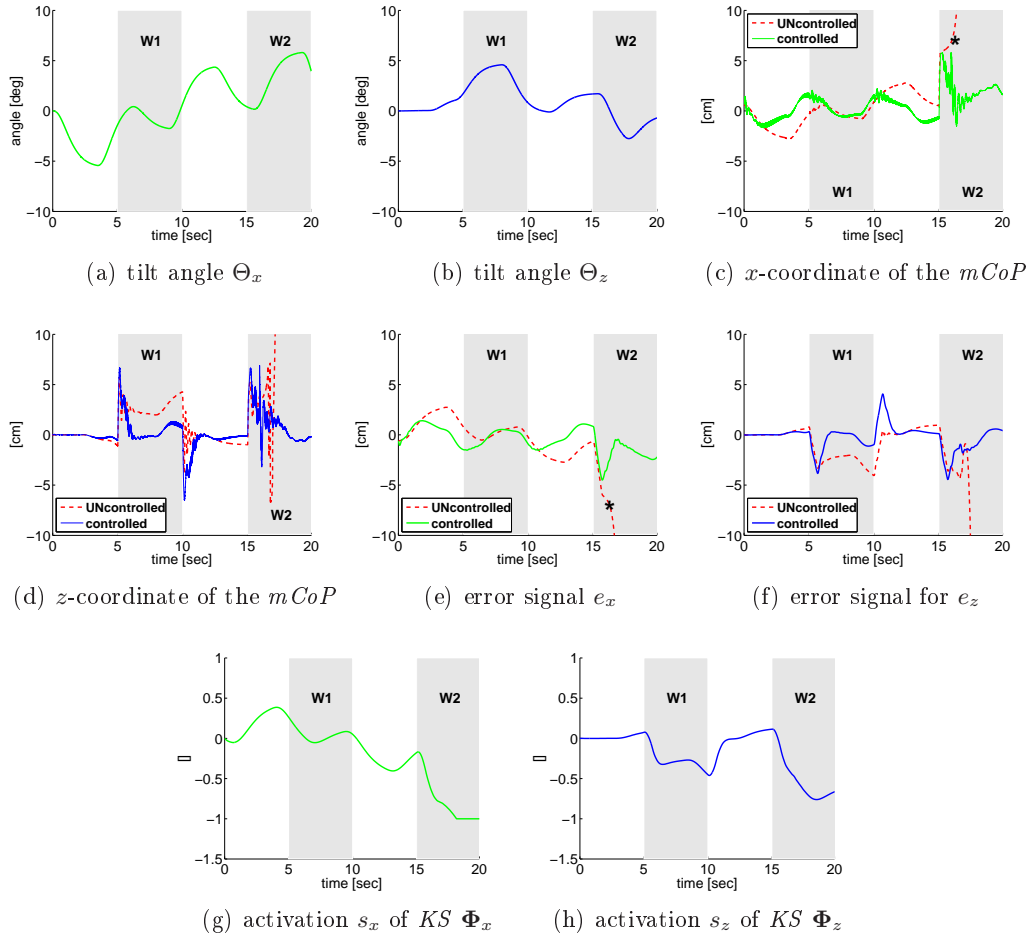 10
5
0
−5
−10
angle [deg]
W1
W2
0 5 10 15 20
time [sec]
(a) tilt angle Θx
10
5
0
−5
−10
angle [deg]
W1
W2
0 5 10 15 20
time [sec]
(b) tilt angle Θz
10
5
0
−5
−10
[cm]
UNcontrolled
controlled
*
W1
W2
0 5 10 15 20
time [sec]
(c) x-coordinate of the mCoP
10
5
0
−5
−10
[cm]
W1
W2
UNcontrolled
controlled
0 5 10 15 20
time [sec]
(d) z-coordinate of the mCoP
10
5
0
−5
−10
[cm]
W1
W2
*
UNcontrolled
controlled
0 5 10 15 20
time [sec]
(e) error signal ex
10
5
0
−5
−10
[cm]
W1
W2
UNcontrolled
controlled
0 5 10 15 20
time [sec]
(f) error signal for ez
1
0.5
0
−0.5
−1
−1.5
[]
W1
W2
0 5 10 15 20
time [sec]
(g) activation sx of KS Φx
1
0.5
0
−0.5
−1
−1.5
[]
W1
W2
0 5 10 15 20
time [sec]
(h) activation sz of KS Φz